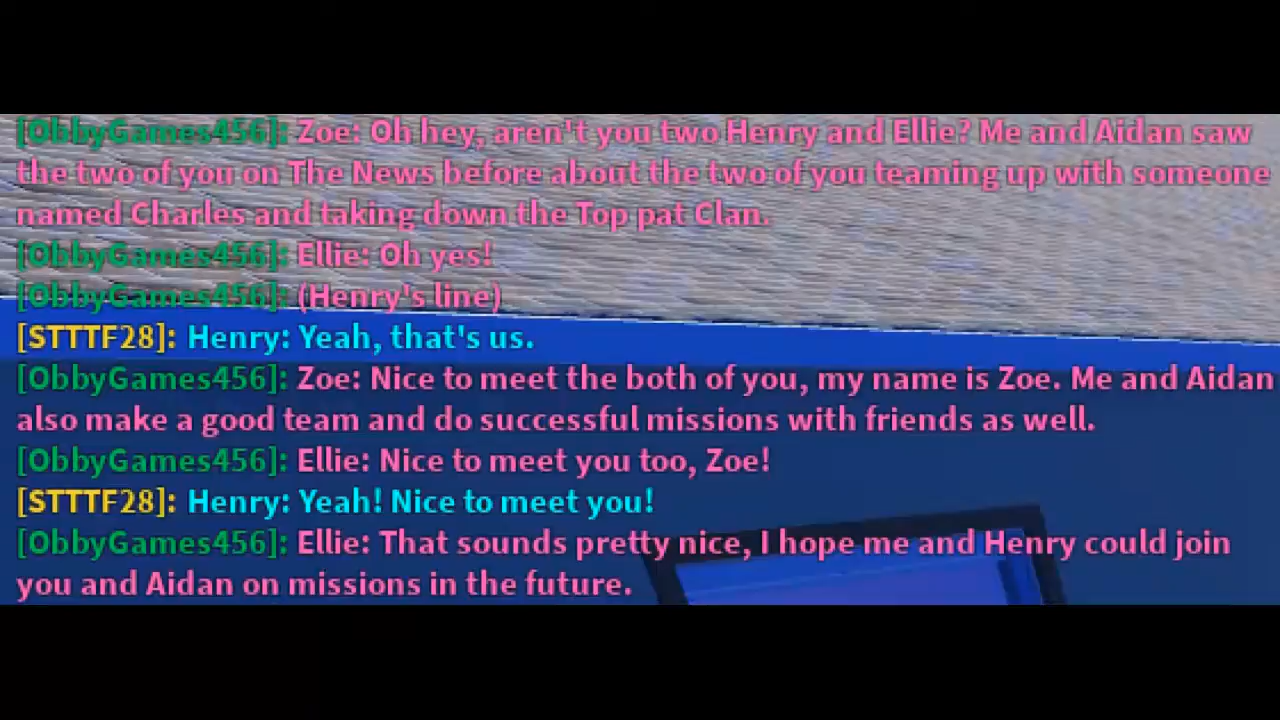 [ObbyGames456]: Zoe: Oh hey, aren't you two Henry and Ellie? Me and Aidan saw
the two of you on The News before about the two of you teaming up with someone
named Charles and taking down the Top pat Clan.
[ObbyGames456]: Ellie: Oh yes!
[ObbyGames456]: (Henry's line)
[STTTF28]: Henry: Yeah, that's us.
[ObbyGames456]: Zoe: Nice to meet the both of you, my name is Zoe. Me and Aidan
also make a good team and do successful missions with friends as well.
[ObbyGames456]: Ellie: Nice to meet you too, Zoe!
[STTTF28]: Henry: Yeah! Nice to meet you!
[ObbyGames456]: Ellie: That sounds pretty nice, I hope me and Henry could join
you and Aidan on missions in the future.